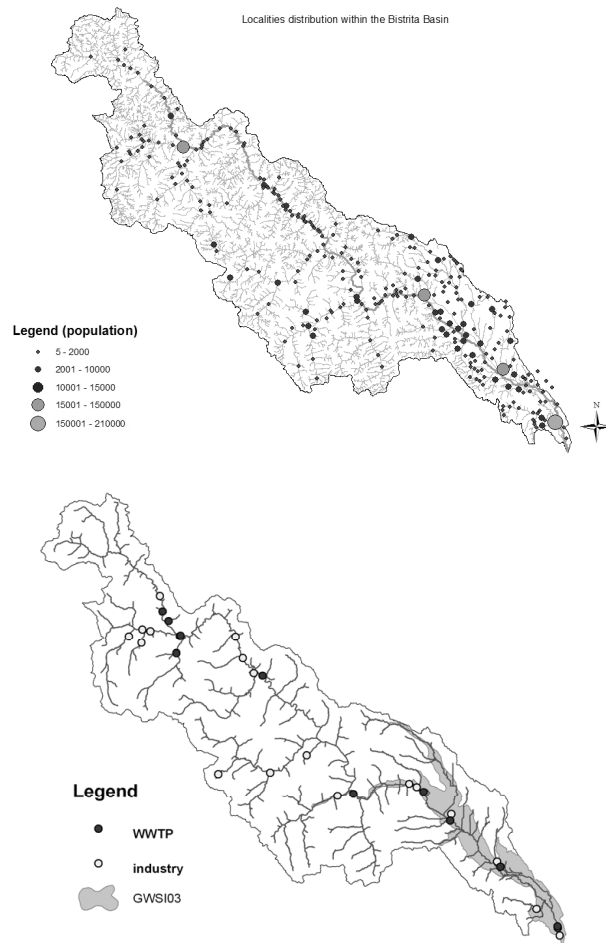 Localities distribution within the Bistrita Basin
Legend (population)
5 - 2000
2001 - 10000
10001 - 15000
15001 - 150000
150001 - 210000
N
Legend
WWTP
industry
GWSI03